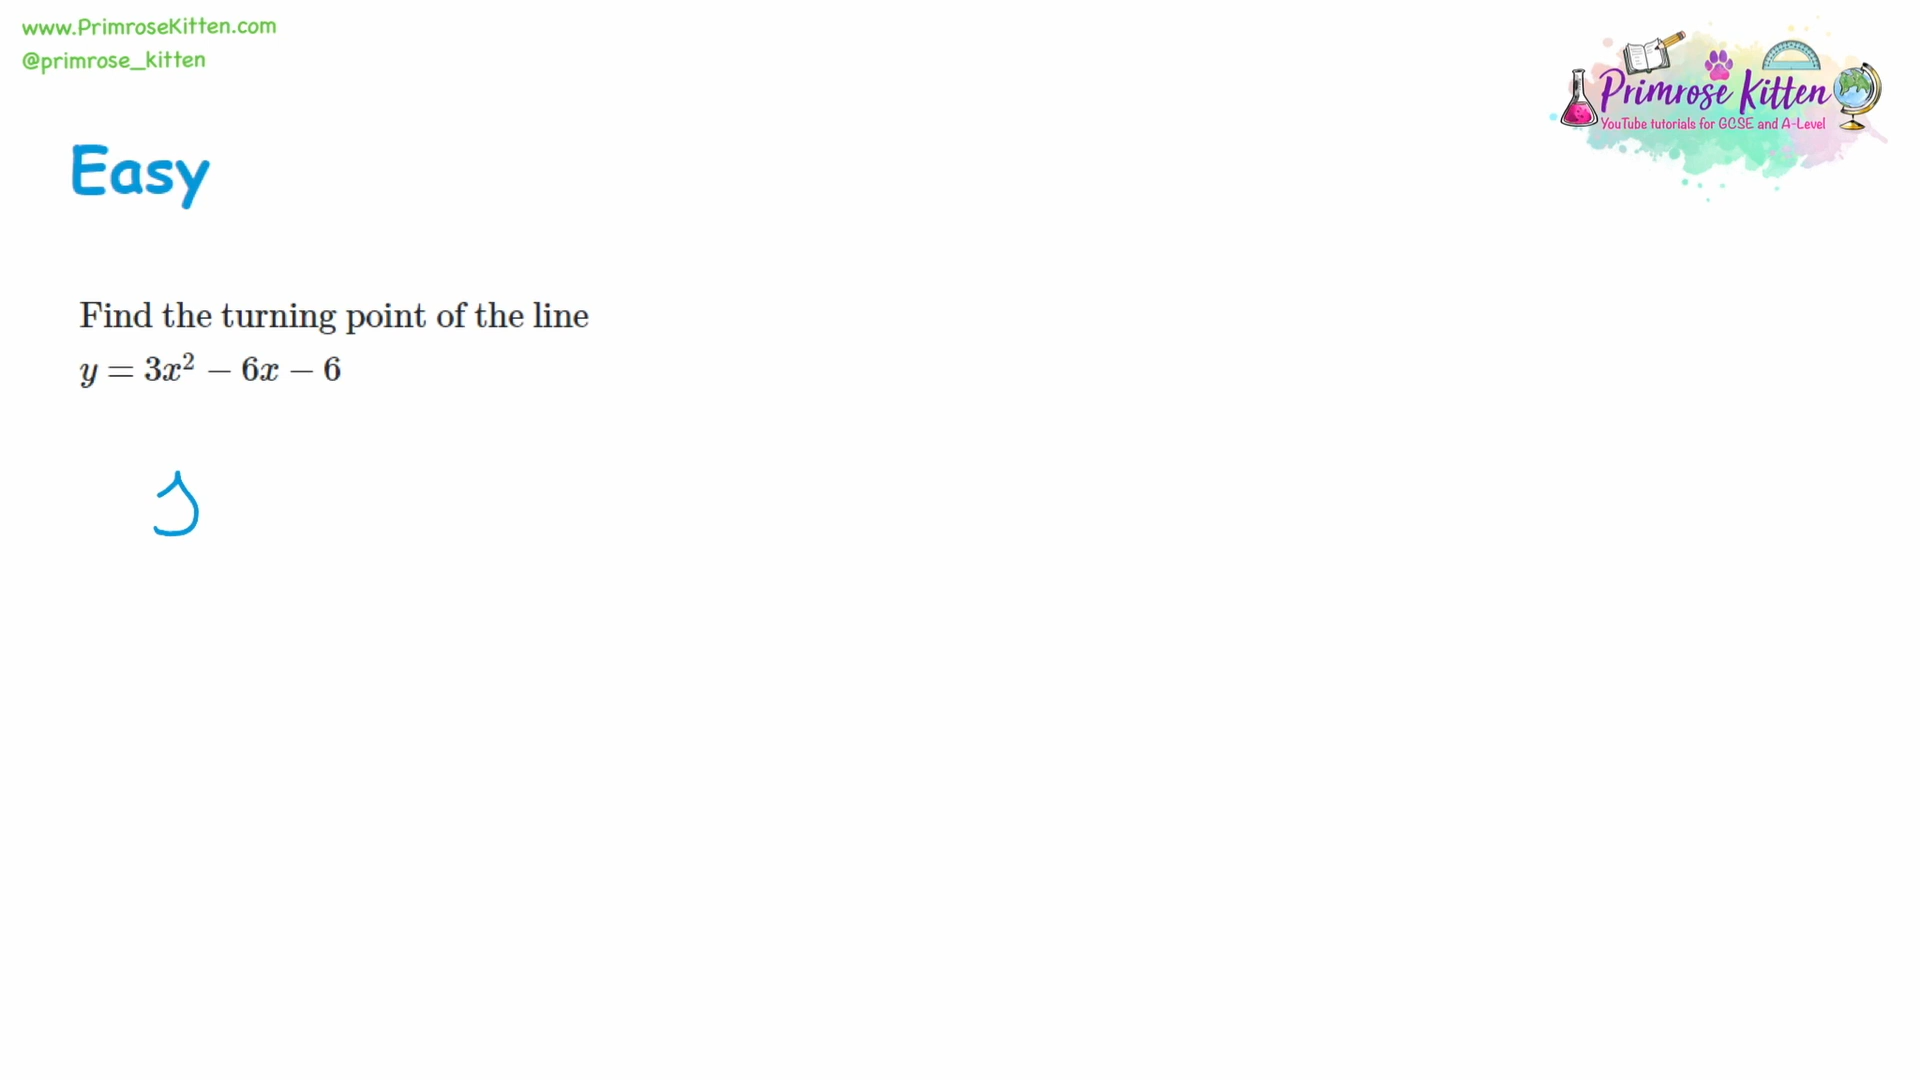 www.PrimroseKitten.com
@primrose_kitten
Primrose Kitten
YouTube tutorials for GCSE and A-Level
Easy
Find the turning point of the line
y = 3x² − 6x − 6